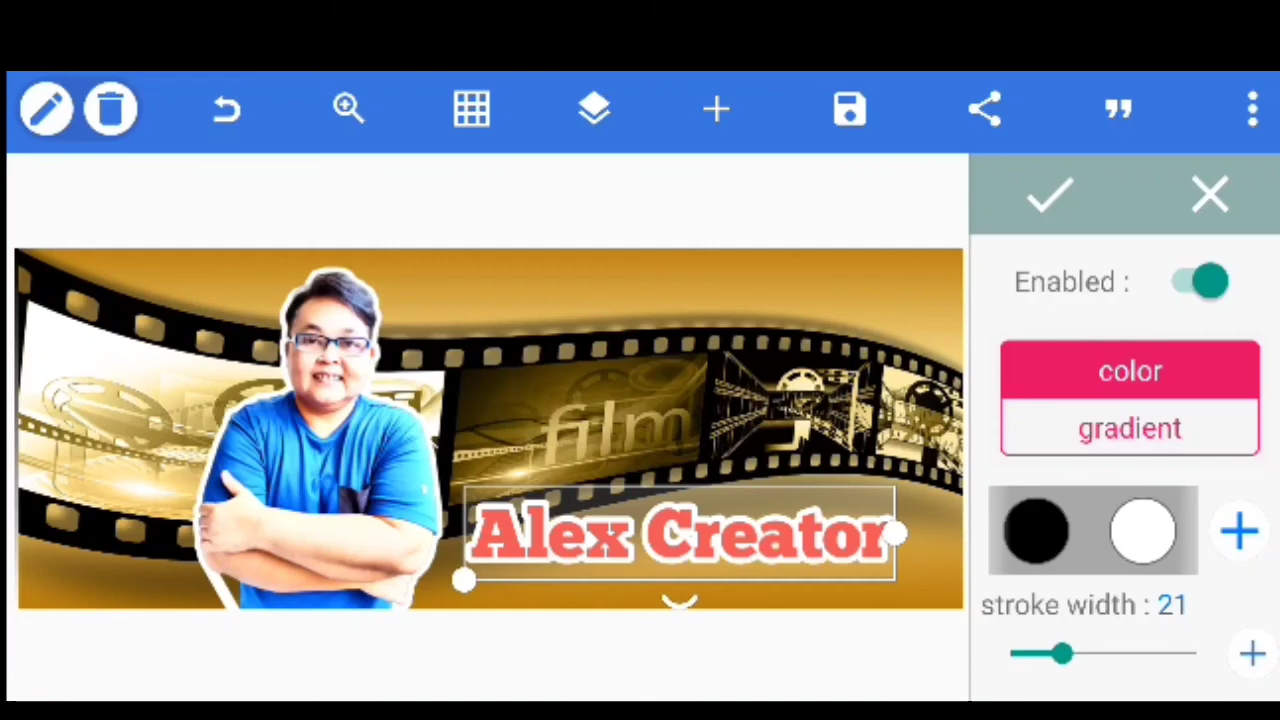 Enabled :
color
gradient
film
Alex Creator
stroke width : 21